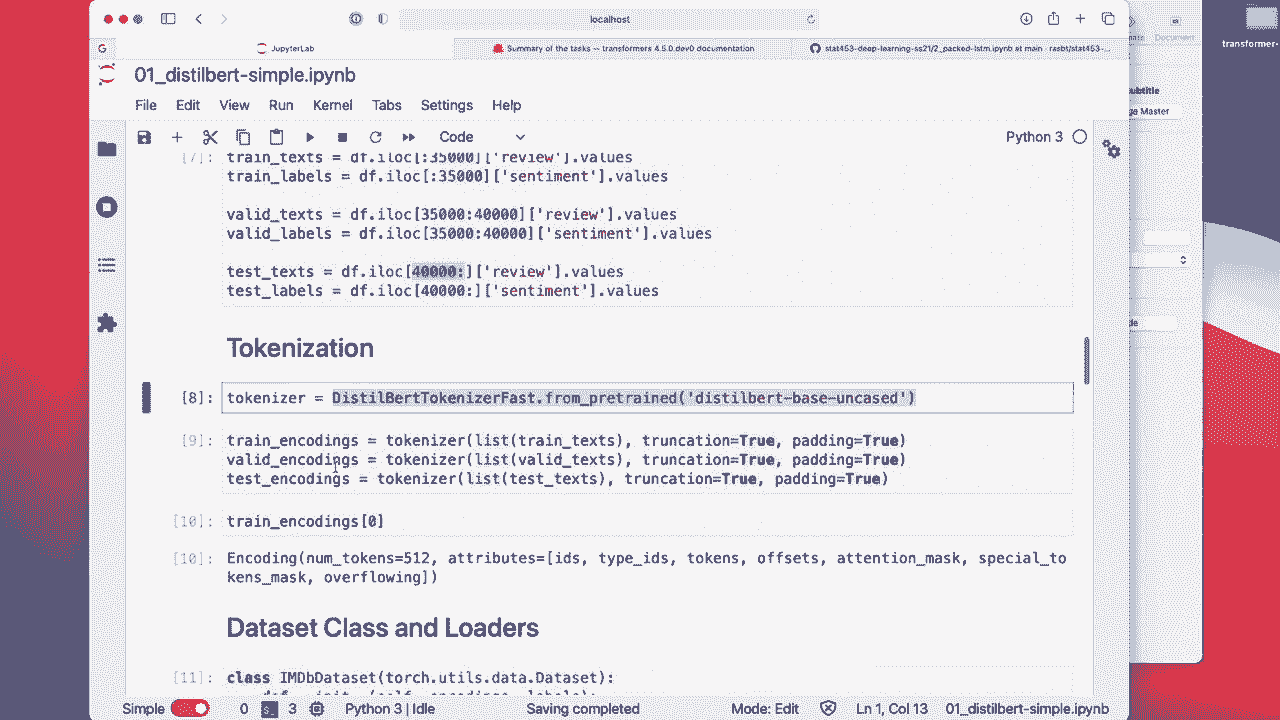 localhost
JupyterLab
Summary of the tasks — transformers 4.5.0.dev0 documentation
stat453-deep-learning-ss21/2_packed-lstm.ipynb at main · rasbt/stat453-...
G
Document
transformer-
01_distilbert-simple.ipynb
ubtitle
ga Master
File Edit View Run Kernel Tabs Settings Help
Code
Python 3
[7]: train_texts = df.iloc[:35000]['review'].values
train_labels = df.iloc[:35000]['sentiment'].values
valid_texts = df.iloc[35000:40000]['review'].values
valid_labels = df.iloc[35000:40000]['sentiment'].values
test_texts = df.iloc[40000:]['review'].values
test_labels = df.iloc[40000:]['sentiment'].values
de
Tokenization
[8]: tokenizer = DistilBertTokenizerFast.from_pretrained('distilbert-base-uncased')
[9]: train_encodings = tokenizer(list(train_texts), truncation=True, padding=True)
valid_encodings = tokenizer(list(valid_texts), truncation=True, padding=True)
test_encodings = tokenizer(list(test_texts), truncation=True, padding=True)
[10]: train_encodings[0]
[10]: Encoding(num_tokens=512, attributes=[ids, type_ids, tokens, offsets, attention_mask, special_to
kens_mask, overflowing])
Dataset Class and Loaders
[11]: class IMDbDataset(torch.utils.data.Dataset):
Simple 0 3 Python 3 | Idle Saving completed Mode: Edit Ln 1, Col 13 01_distilbert-simple.ipynb